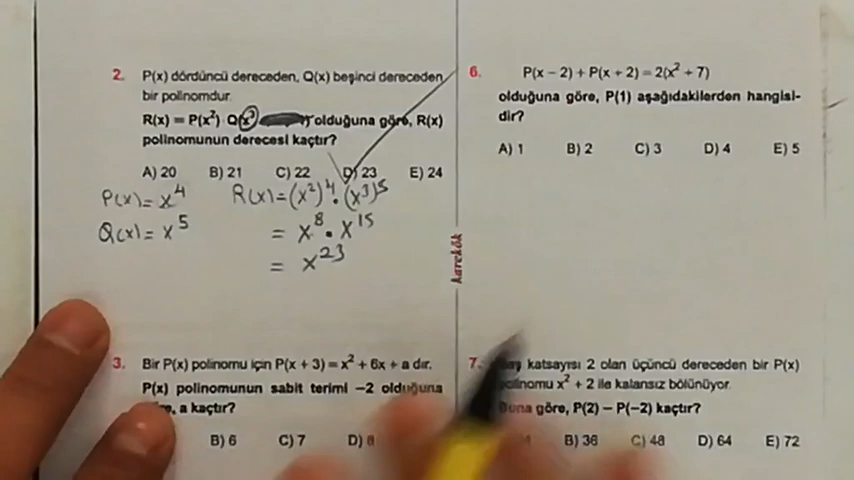 2. P(x) dördüncü dereceden, Q(x) beşinci dereceden
bir polinomdur.
R(x) = P(x²) · Q(x³ ) olduğuna göre, R(x)
polinomunun derecesi kaçtır?
A) 20 B) 21 C) 22 D) 23 E) 24
P(x) = x⁴
Q(x) = x⁵
R(x) = (x²)⁴ · (x³)⁵
= x⁸ · x¹⁵
= x²³
3. Bir P(x) polinomu için P(x + 3) = x² + 6x + a dır.
P(x) polinomunun sabit terimi −2 olduğuna
a kaçtır?
B) 6 C) 7 D) 8
karekök
6. P(x − 2) + P(x + 2) = 2(x² + 7)
olduğuna göre, P(1) aşağıdakilerden hangisi-
dir?
A) 1 B) 2 C) 3 D) 4 E) 5
7. katsayısı 2 olan üçüncü dereceden bir P(x)
polinomu x² + 2 ile kalansız bölünüyor.
Buna göre, P(2) − P(−2) kaçtır?
B) 36 C) 48 D) 64 E) 72